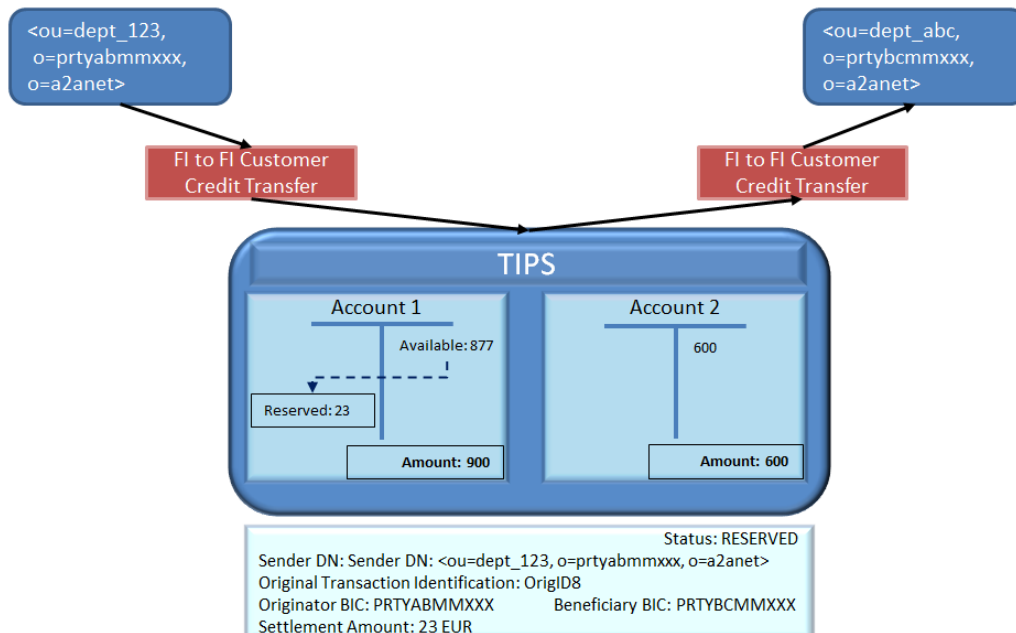 <ou=dept_123,
o=prtyabmmxxx,
o=a2anet>
<ou=dept_abc,
o=prtybcmmxxx,
o=a2anet>
FI to FI Customer
Credit Transfer
FI to FI Customer
Credit Transfer
TIPS
Account 1
Available: 877
Reserved: 23
Amount: 900
Account 2
600
Amount: 600
Status: RESERVED
Sender DN: Sender DN: <ou=dept_123, o=prtyabmmxxx, o=a2anet>
Original Transaction Identification: OrigID8
Originator BIC: PRTYABMMXXX Beneficiary BIC: PRTYBCMMXXX
Settlement Amount: 23 EUR